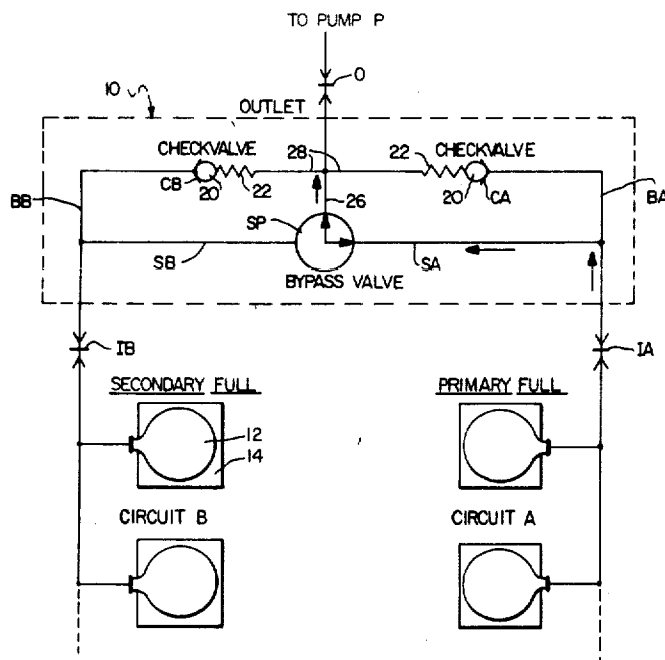 TO PUMP P
O
10
OUTLET
CHECKVALVE
CHECKVALVE
CB
20
22
28
22
20
CA
BB
26
BA
SP
SB
SA
BYPASS VALVE
IB
IA
SECONDARY FULL
PRIMARY FULL
12
14
CIRCUIT B
CIRCUIT A